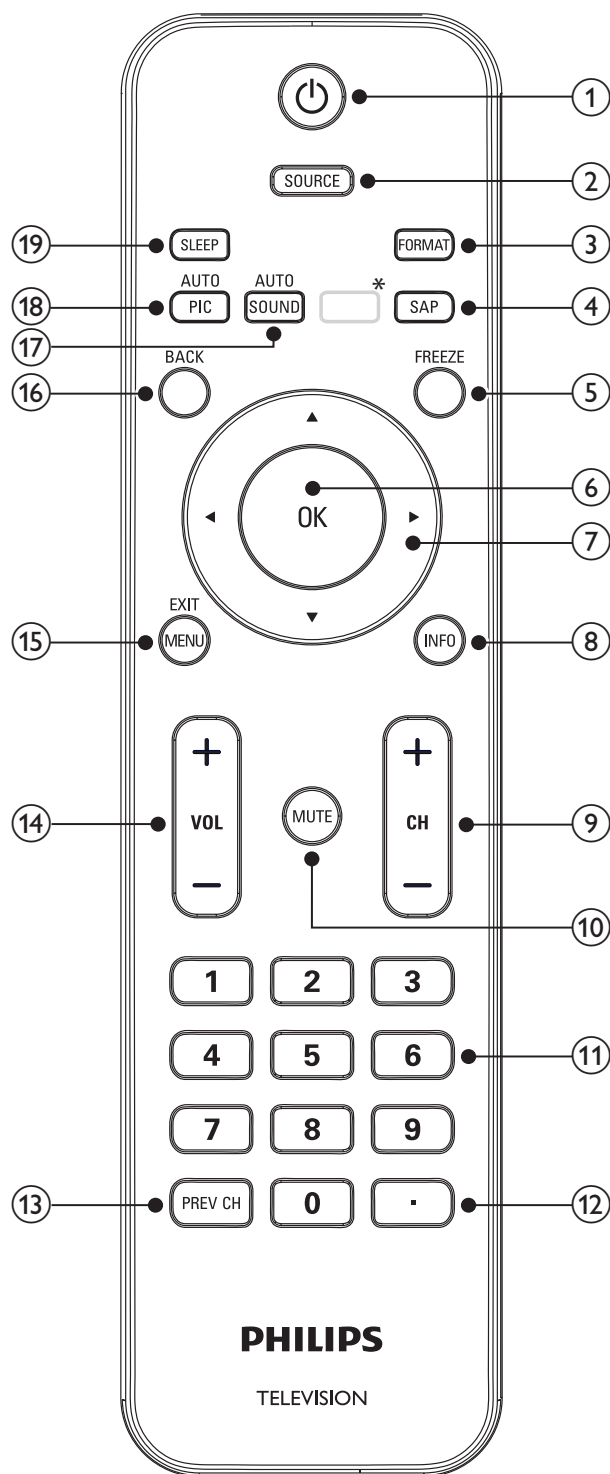 ①
SOURCE ②
⑲ SLEEP FORMAT ③
AUTO AUTO *
⑱ PIC SOUND SAP ④
⑰
BACK FREEZE
⑯ ⑤
⑥
OK
⑦
EXIT
⑮ MENU INFO ⑧
+ +
⑭ VOL MUTE CH ⑨
− −
⑩
1 2 3
4 5 6 ⑪
7 8 9
⑬ PREV CH 0 . ⑫
PHILIPS
TELEVISION